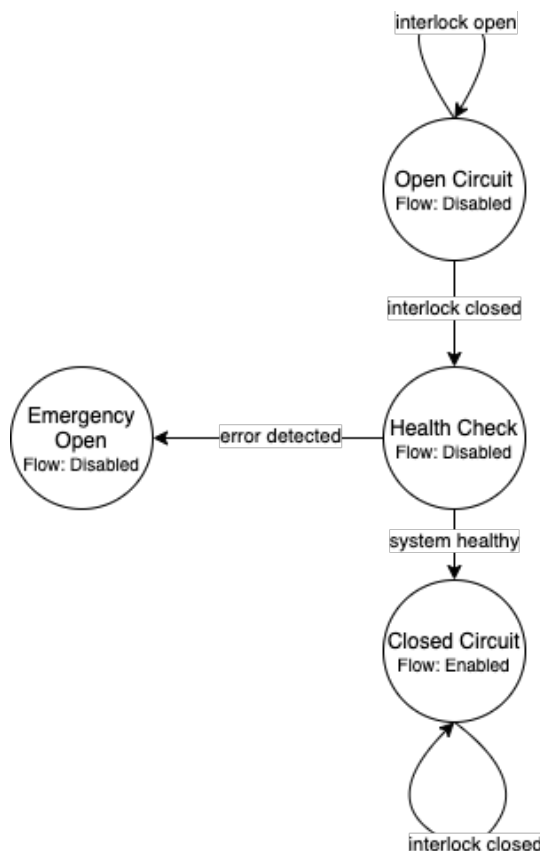 interlock open
Open Circuit
Flow: Disabled
interlock closed
Emergency
Open
Flow: Disabled
error detected
Health Check
Flow: Disabled
system healthy
Closed Circuit
Flow: Enabled
interlock closed